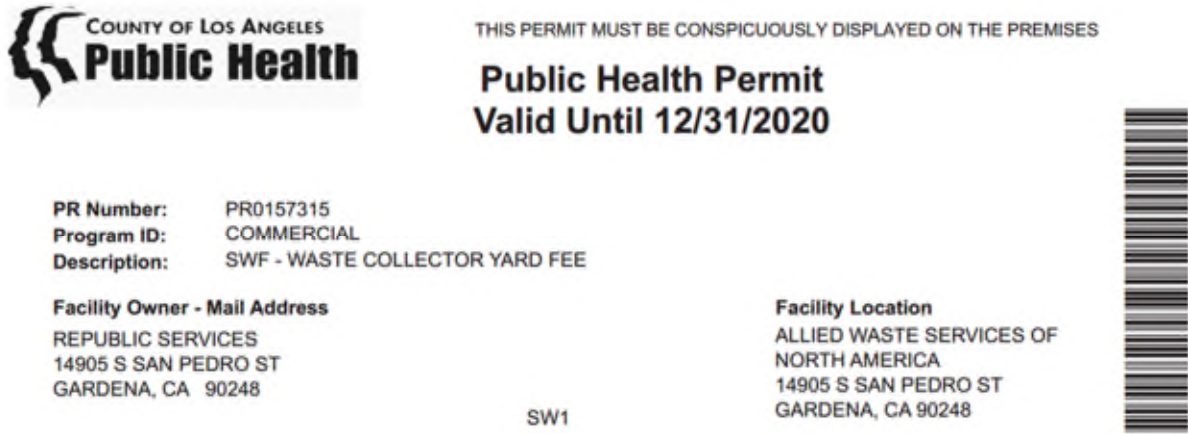 COUNTY OF LOS ANGELES
Public Health
THIS PERMIT MUST BE CONSPICUOUSLY DISPLAYED ON THE PREMISES
Public Health Permit
Valid Until 12/31/2020
PR Number: PR0157315
Program ID: COMMERCIAL
Description: SWF - WASTE COLLECTOR YARD FEE
Facility Owner - Mail Address
REPUBLIC SERVICES
14905 S SAN PEDRO ST
GARDENA, CA 90248
Facility Location
ALLIED WASTE SERVICES OF
NORTH AMERICA
14905 S SAN PEDRO ST
GARDENA, CA 90248
SW1